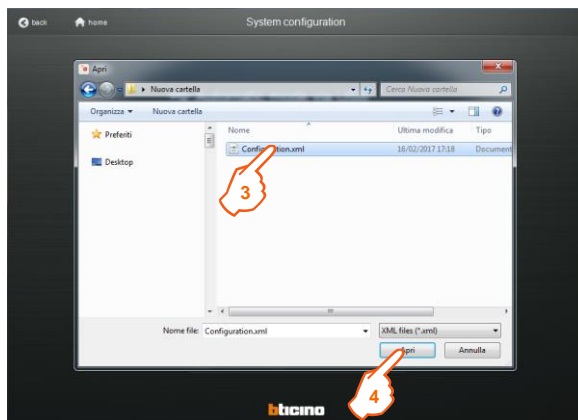 back home System configuration
Apri
Nuova cartella Cerca Nuova cartella
Organizza Nuova cartella
Preferiti
Desktop
Nome Ultima modifica Tipo
Configuration.xml 16/02/2017 17:18 Document
3
Nome file: Configuration.xml XML files (*.xml)
Apri Annulla
4
bticino